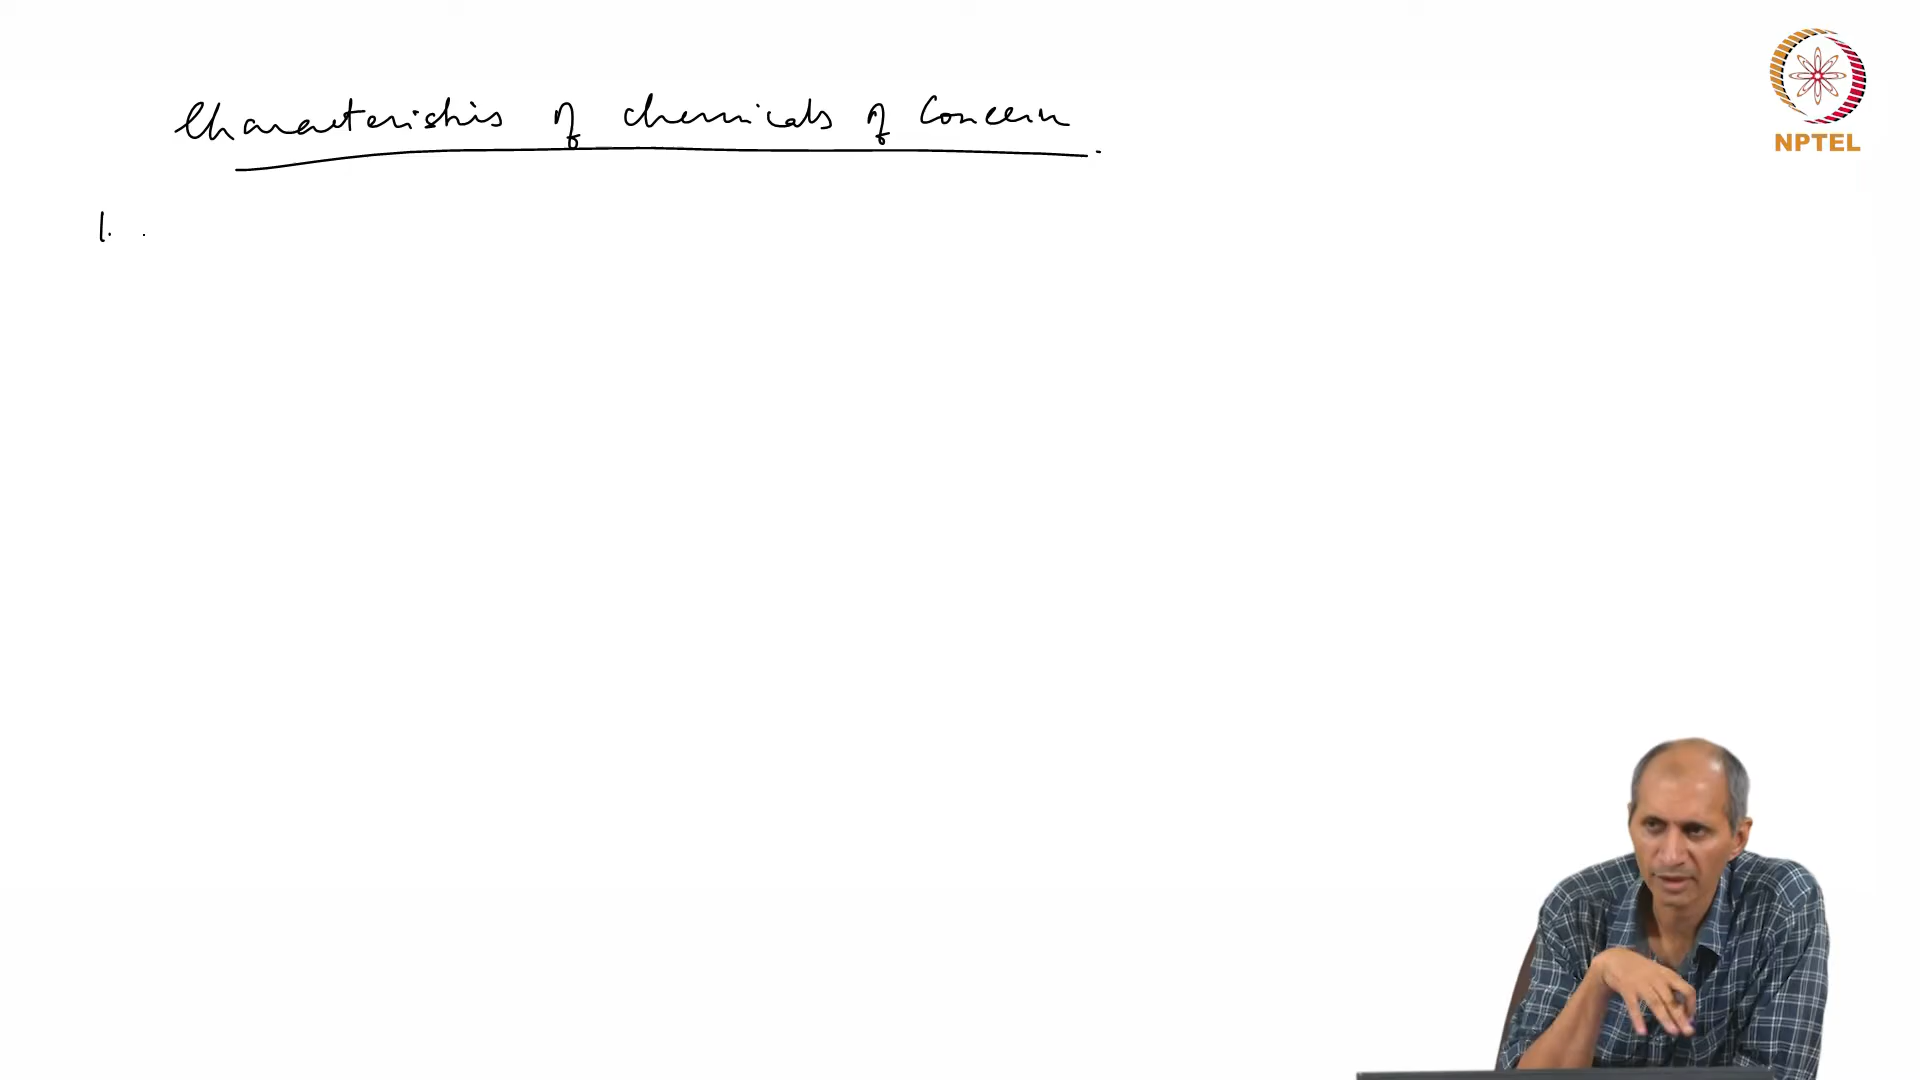 Characteristics of chemicals of Concern.
1.
NPTEL